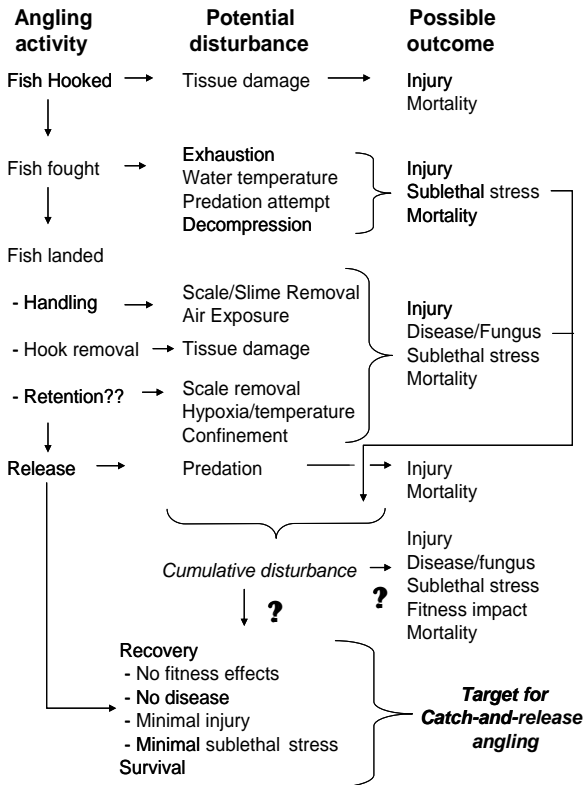 Angling activity
Potential disturbance
Possible outcome
Fish Hooked
Tissue damage
Injury
Mortality
Fish fought
Exhaustion
Water temperature
Predation attempt
Decompression
Injury
Sublethal stress
Mortality
Fish landed
- Handling
Scale/Slime Removal
Air Exposure
- Hook removal
Tissue damage
- Retention??
Scale removal
Hypoxia/temperature
Confinement
Injury
Disease/Fungus
Sublethal stress
Mortality
Release
Predation
Injury
Mortality
Cumulative disturbance
?
?
Injury
Disease/fungus
Sublethal stress
Fitness impact
Mortality
Recovery
- No fitness effects
- No disease
- Minimal injury
- Minimal sublethal stress
Survival
Target for
Catch-and-release
angling